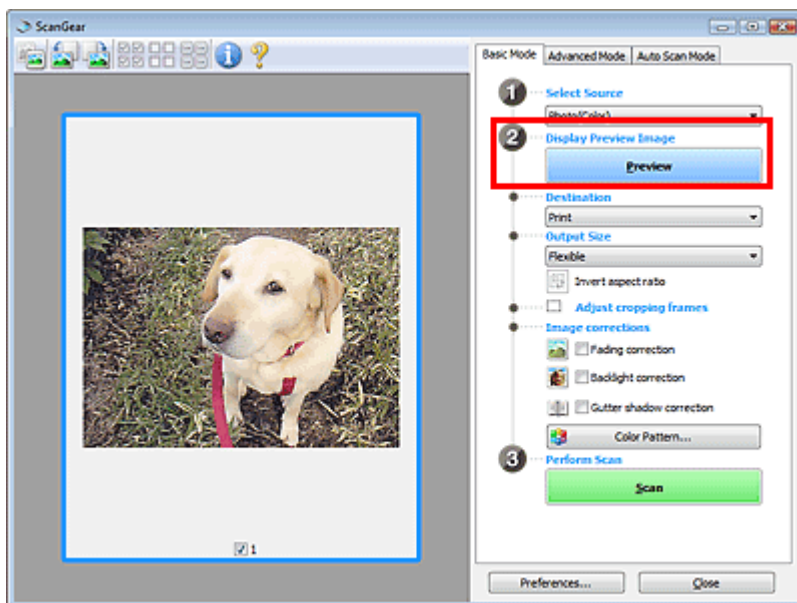 ScanGear
Basic Mode Advanced Mode Auto Scan Mode
1 Select Source
Photo(Color)
2 Display Preview Image
Preview
Destination
Print
Output Size
Flexible
Invert aspect ratio
Adjust cropping frames
Image corrections
Fading correction
Backlight correction
Gutter shadow correction
Color Pattern...
3 Perform Scan
Scan
1
Preferences... Close